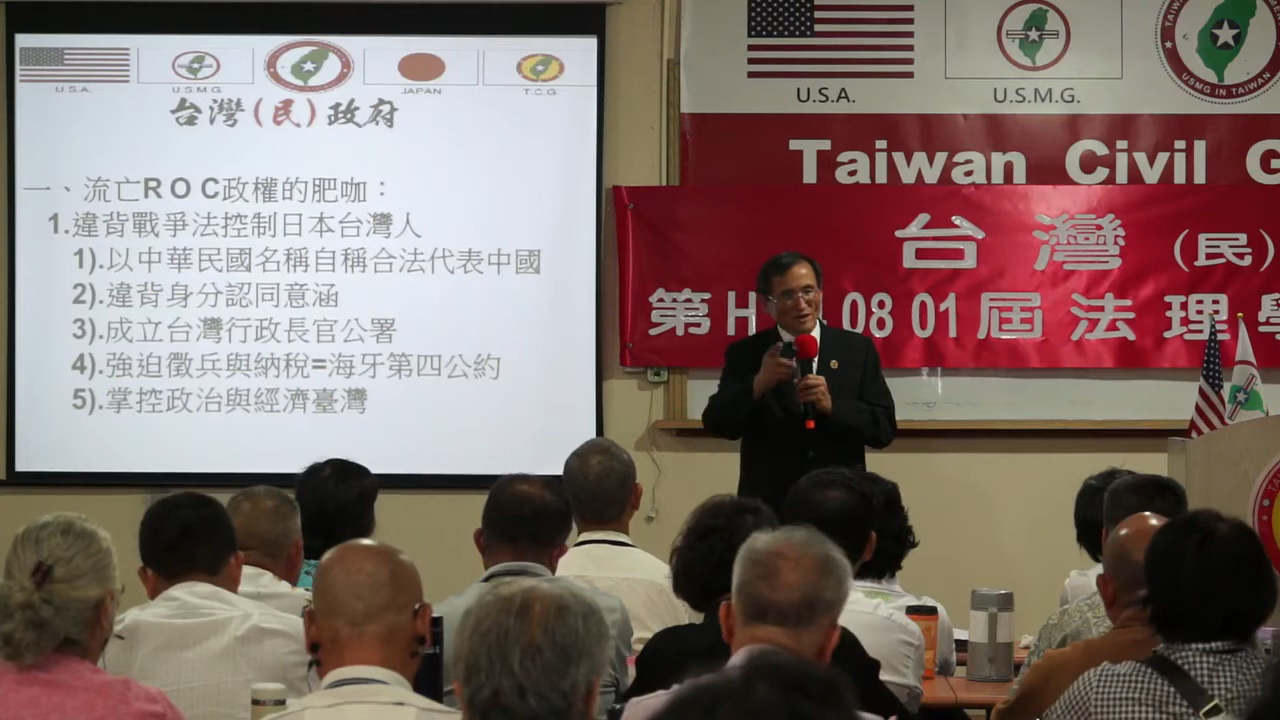 U.S.A.
U.S.M.G.
JAPAN
T.C.G.
台灣(民)政府
一、流亡ROC政權的肥咖：
1.違背戰爭法控制日本台灣人
1).以中華民國名稱自稱合法代表中國
2).違背身分認同意涵
3).成立台灣行政長官公署
4).強迫徵兵與納稅=海牙第四公約
5).掌控政治與經濟臺灣
U.S.A.
U.S.M.G.
USMG IN TAIWAN
Taiwan Civil G
台灣(民)
第H 08 01屆法理學